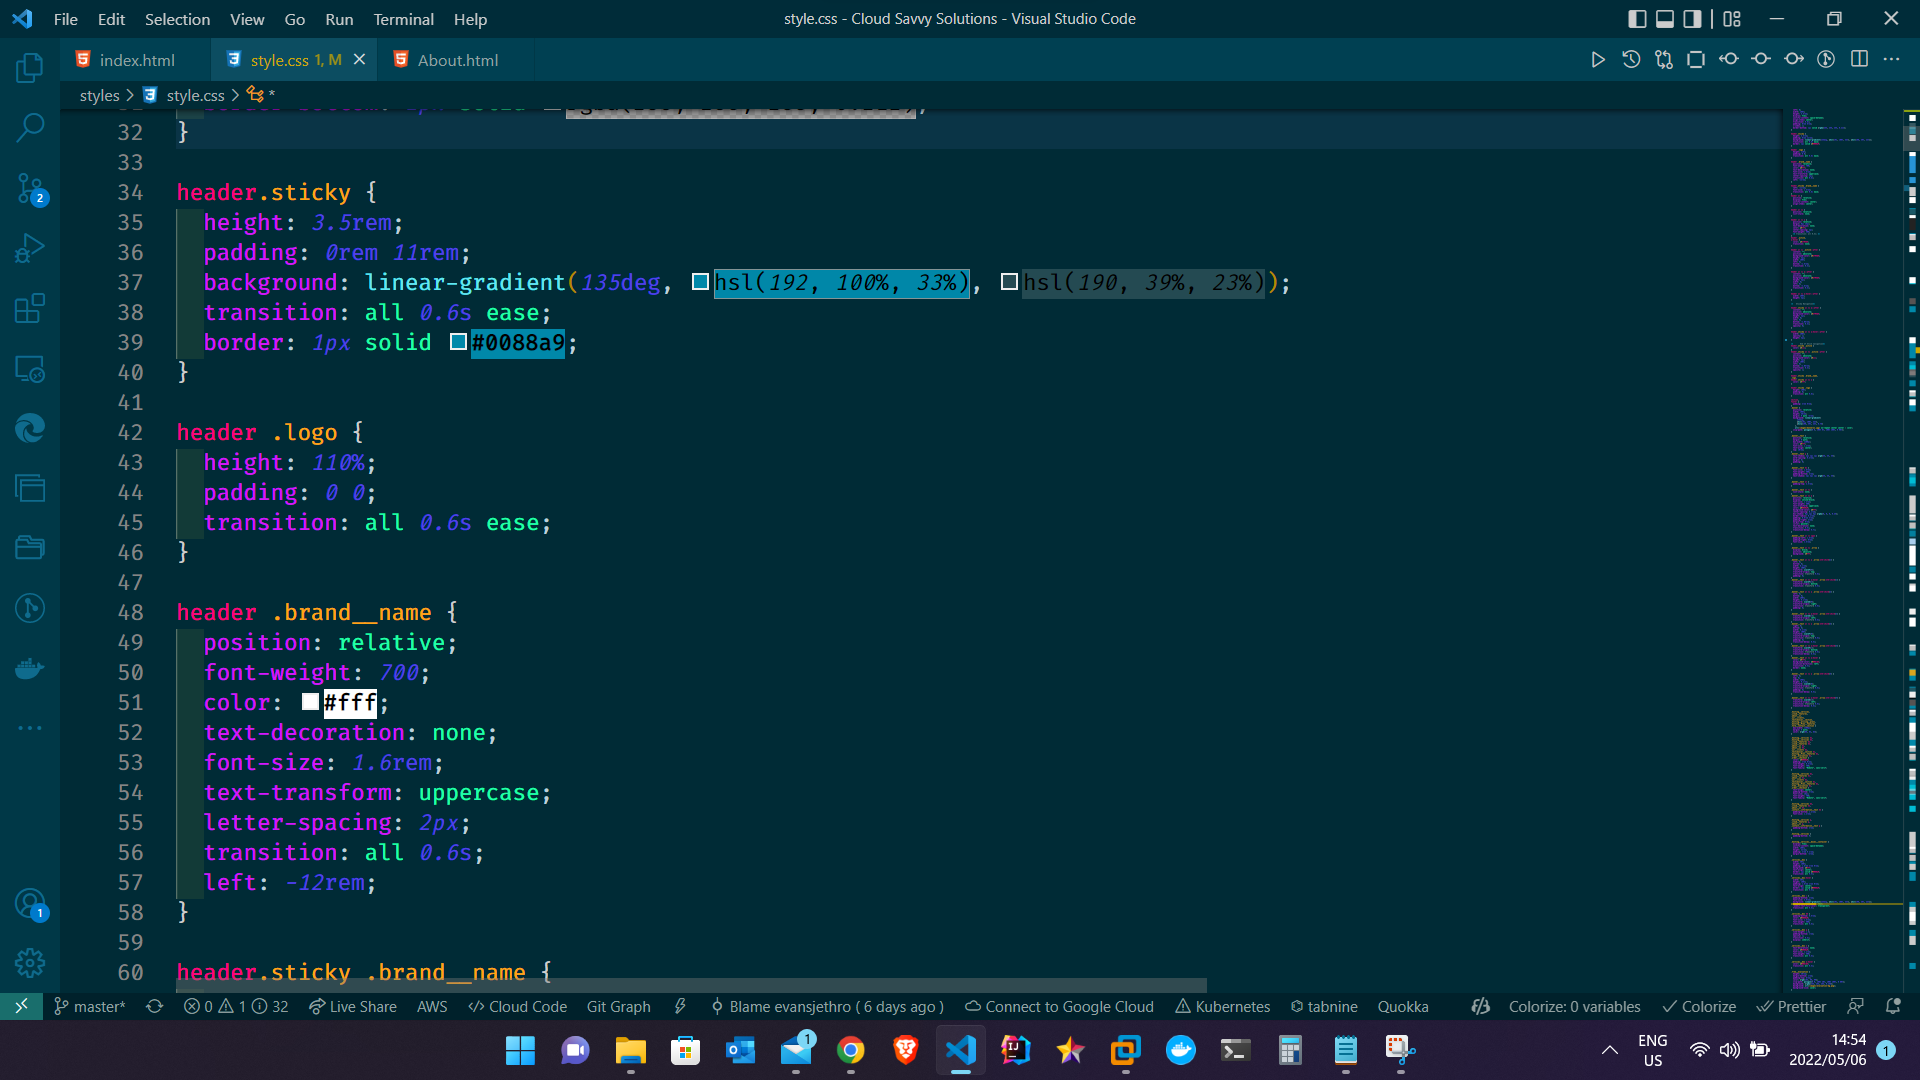 File Edit Selection View Go Run Terminal Help
style.css - Cloud Savvy Solutions - Visual Studio Code
index.html
style.css 1, M
About.html
styles > style.css > *
32 }
33
34 header.sticky {
35 height: 3.5rem;
36 padding: 0rem 11rem;
37 background: linear-gradient(135deg, hsl(192, 100%, 33%), hsl(190, 39%, 23%));
38 transition: all 0.6s ease;
39 border: 1px solid #0088a9;
40 }
41
42 header .logo {
43 height: 110%;
44 padding: 0 0;
45 transition: all 0.6s ease;
46 }
47
48 header .brand__name {
49 position: relative;
50 font-weight: 700;
51 color: #fff;
52 text-decoration: none;
53 font-size: 1.6rem;
54 text-transform: uppercase;
55 letter-spacing: 2px;
56 transition: all 0.6s;
57 left: -12rem;
58 }
59
60 header.sticky .brand__name {
2
1
master* 0 1 32 Live Share AWS </> Cloud Code Git Graph Blame evansjethro ( 6 days ago ) Connect to Google Cloud Kubernetes tabnine Quokka Colorize: 0 variables Colorize Prettier
1
ENG
US
14:54
2022/05/06
1